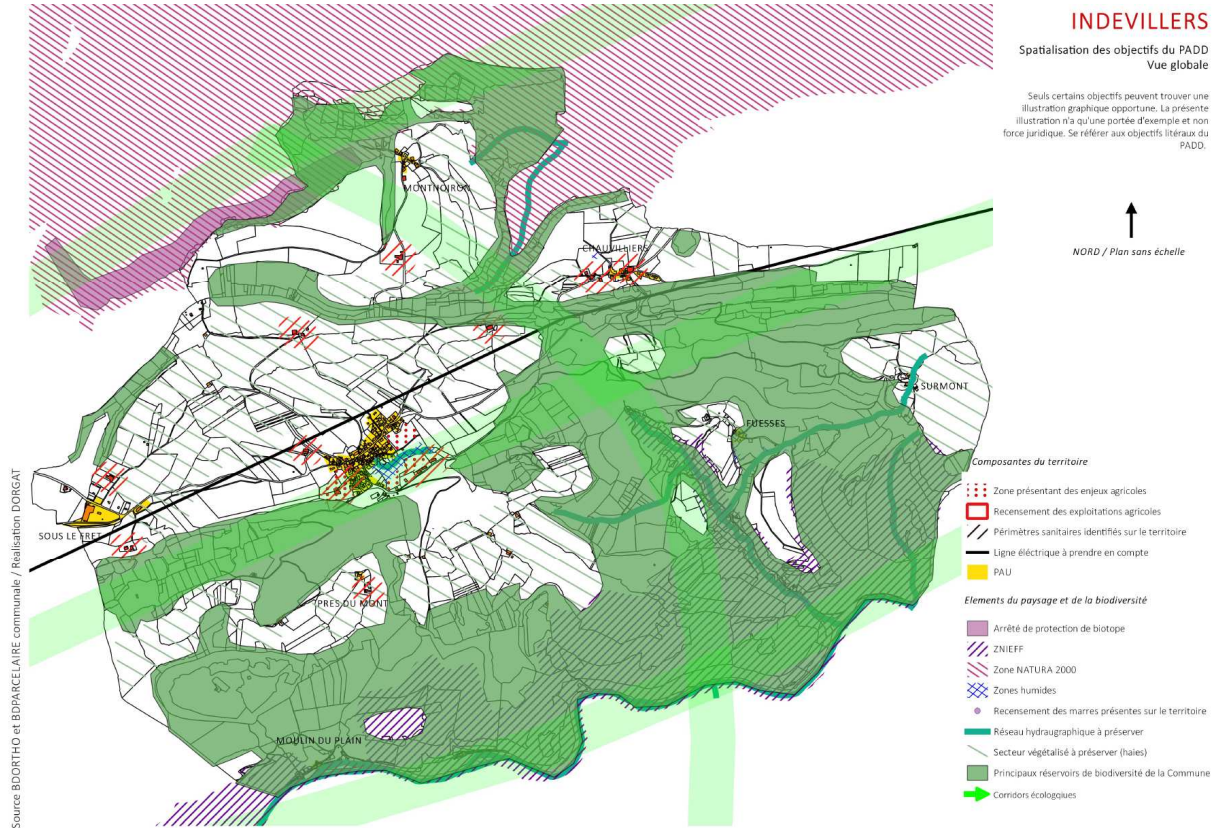 INDEVILLERS
Spatialisation des objectifs du PADD
Vue globale
Seuls certains objectifs peuvent trouver une
illustration graphique opportune. La présente
illustration n'a qu'une portée d'exemple et non
force juridique. Se référer aux objectifs litéraux du
PADD.
NORD / Plan sans échelle
MONTNOIRON
CHAUVILLIERS
SURMONT
FUESSES
SOUS LE FRET
PRES DU MONT
MOULIN DU PLAIN
Composantes du territoire
Zone présentant des enjeux agricoles
Recensement des exploitations agricoles
Périmètres sanitaires identifiés sur le territoire
Ligne éléctrique à prendre en compte
PAU
Elements du paysage et de la biodiversité
Arrêté de protection de biotope
ZNIEFF
Zone NATURA 2000
Zones humides
Recensement des marres présentes sur le territoire
Réseau hydraugraphique à préserver
Secteur végétalisé à préserver (haies)
Principaux réservoirs de biodiversité de la Commune
Corridors écologqiues
Source BDORTHO et BDPARCELAIRE communale / Realisation DORGAT